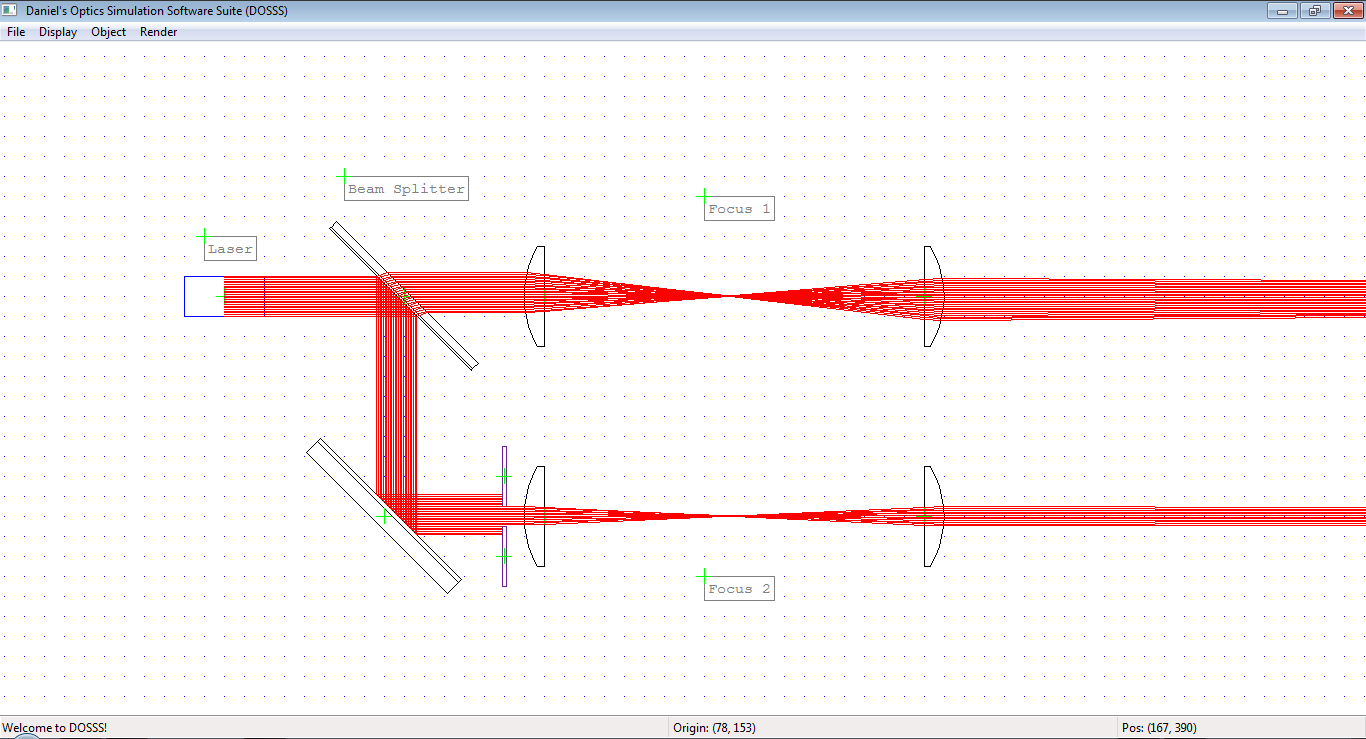 Daniel's Optics Simulation Software Suite (DOSSS)
File Display Object Render
Beam Splitter
Focus 1
Laser
Focus 2
Welcome to DOSSS! Origin: (78, 153) Pos: (167, 390)